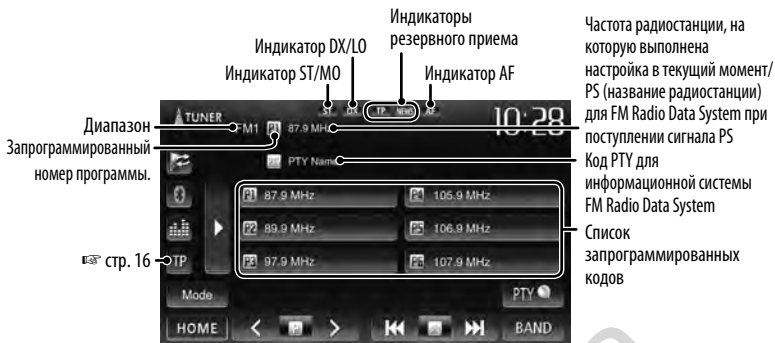 Индикаторы
резервного приема
Индикатор DX/LO
Индикатор ST/MO
Индикатор AF
Частота радиостанции, на
которую выполнена
настройка в текущий момент/
PS (название радиостанции)
для FM Radio Data System при
поступлении сигнала PS
Код PTY для
информационной системы
FM Radio Data System
Список
запрограммированных
кодов
Диапазон
Запрограммированный
номер программы.
☞ стр. 16
TUNER
ST DX TP NEWS AF
10:28
FM1 P1 87.9 MHz
PTY Name
P1 87.9 MHz
P4 105.9 MHz
P2 89.9 MHz
P5 106.9 MHz
P3 97.9 MHz
P6 107.9 MHz
TP
Mode
PTY
HOME
P
BAND